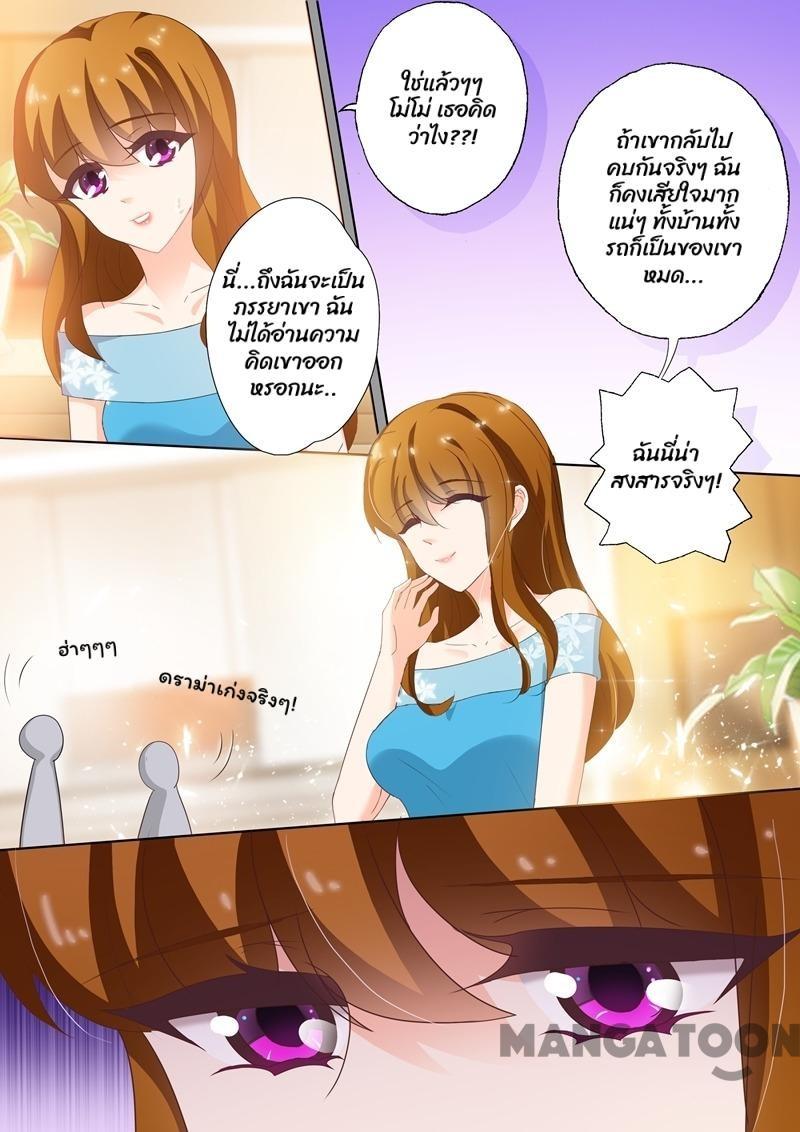 ใช่แล้วๆๆ
โม่โม่ เธอคิด
ว่าไง??!
ถ้าเขากลับไป
คบกันจริงๆ ฉัน
ก็คงเสียใจมาก
แน่ๆ ทั้งบ้านทั้ง
รถก็เป็นของเขา
หมด...
นี่...ถึงฉันจะเป็น
ภรรยาเขา ฉัน
ไม่ได้อ่านความ
คิดเขาออก
หรอกนะ..
ฉันนี่น่า
สงสารจริงๆ!
ฮ่าๆๆๆ
ดราม่าเก่งจริงๆ!
MANGATOON